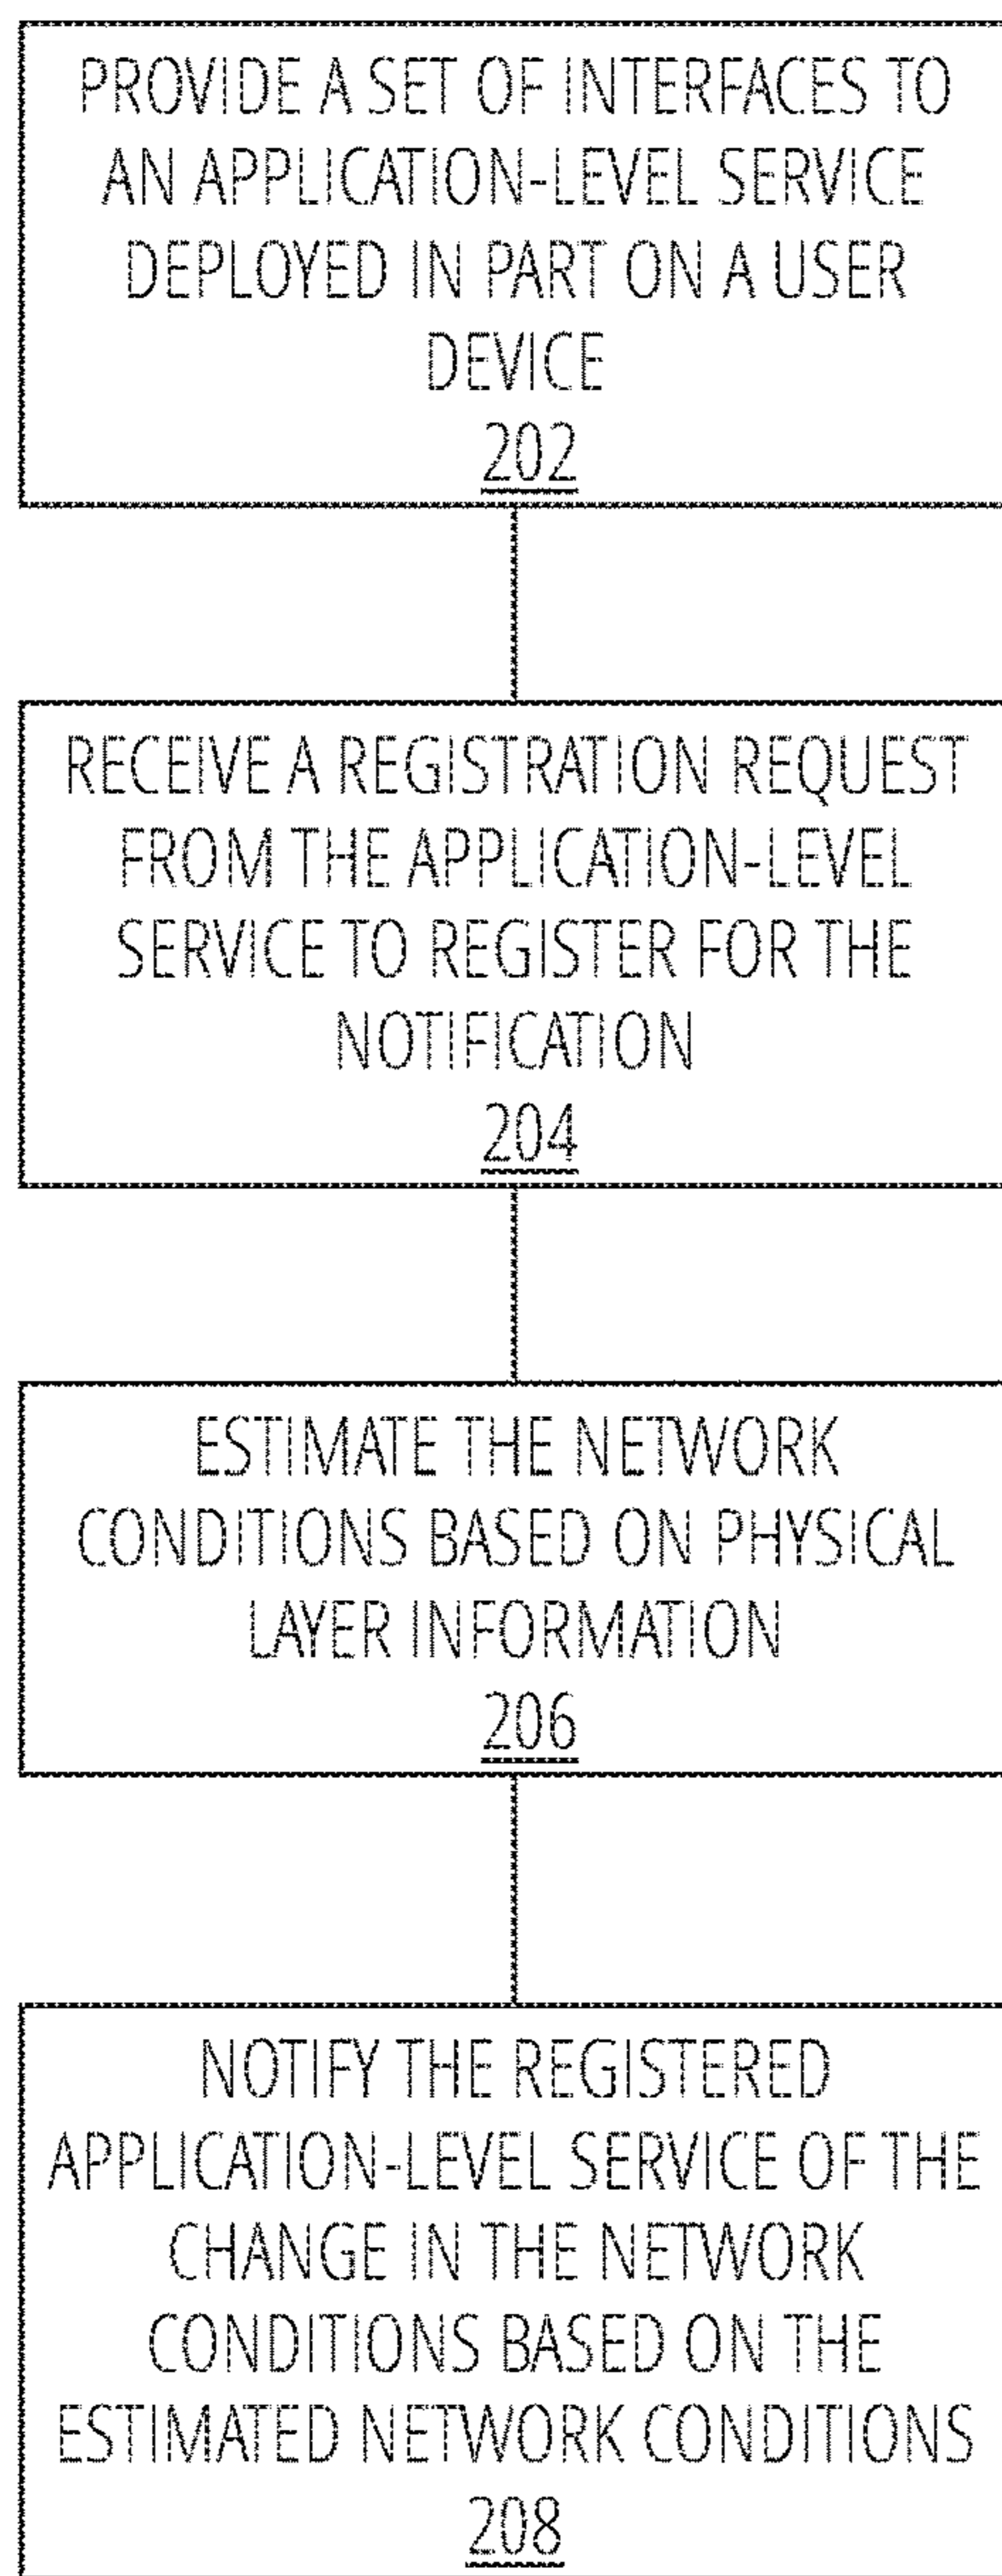 PROVIDE A SET OF INTERFACES TO
AN APPLICATION-LEVEL SERVICE
DEPLOYED IN PART ON A USER
DEVICE
202
RECEIVE A REGISTRATION REQUEST
FROM THE APPLICATION-LEVEL
SERVICE TO REGISTER FOR THE
NOTIFICATION
204
ESTIMATE THE NETWORK
CONDITIONS BASED ON PHYSICAL
LAYER INFORMATION
206
NOTIFY THE REGISTERED
APPLICATION-LEVEL SERVICE OF THE
CHANGE IN THE NETWORK
CONDITIONS BASED ON THE
ESTIMATED NETWORK CONDITIONS
208